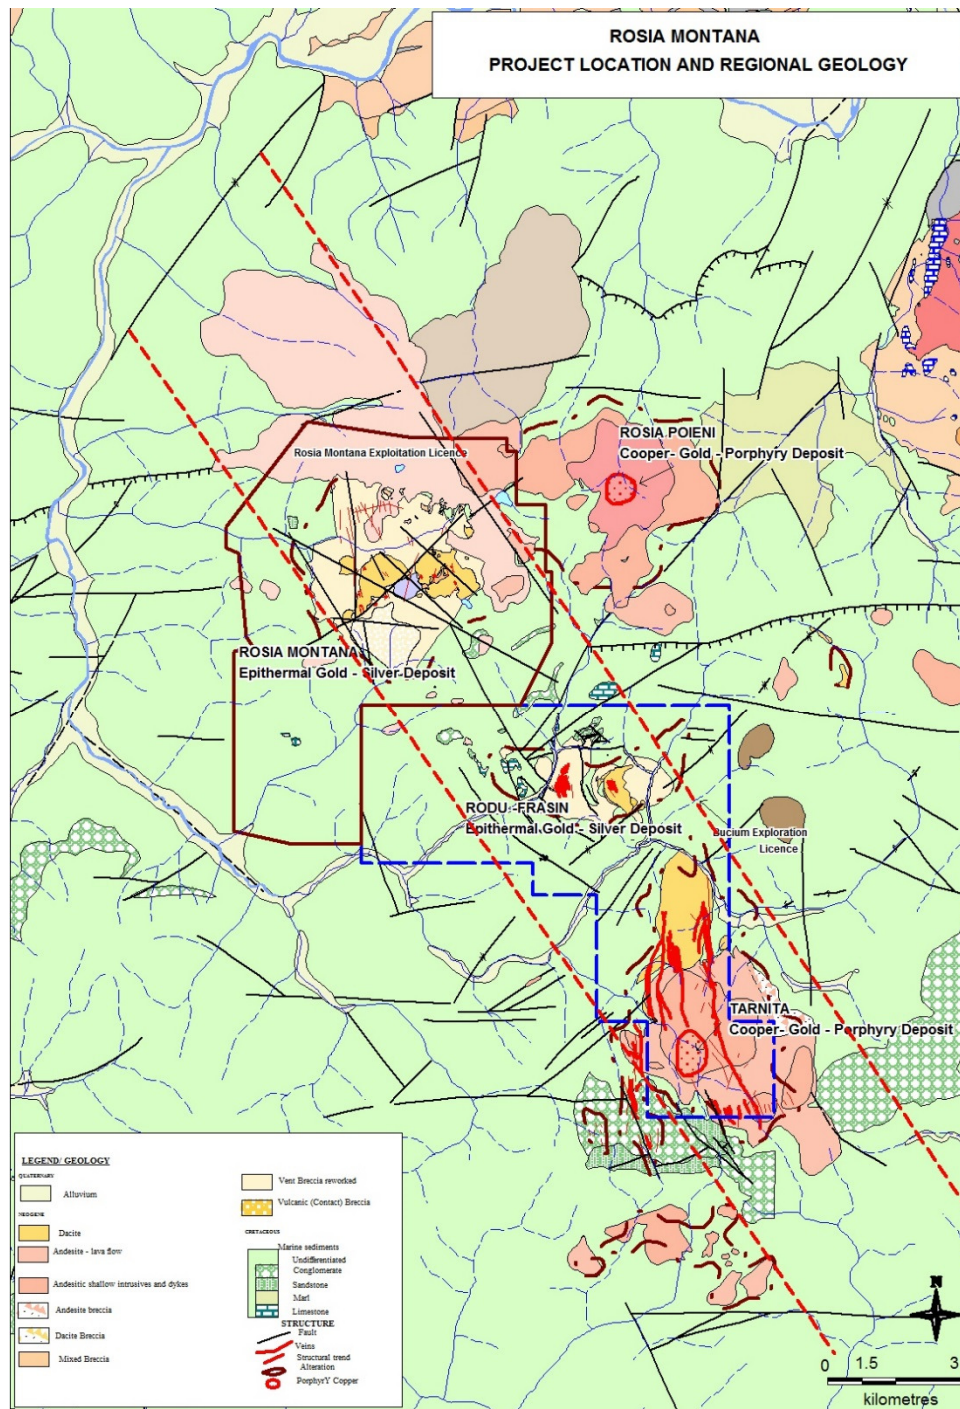 ROSIA MONTANA
PROJECT LOCATION AND REGIONAL GEOLOGY
ROSIA POIENI
Cooper- Gold - Porphyry Deposit
Rosia Montana Exploitation Licence
ROSIA MONTANA
Epithermal Gold - Silver Deposit
RODU -FRASIN
Epithermal Gold - Silver Deposit
Bucium Exploration
Licence
TARNITA
Cooper- Gold - Porphyry Deposit
LEGEND/ GEOLOGY
QUATERNARY
Alluvium
NEOGENE
Dacite
Andesite - lava flow
Andesitic shallow intrusives and dykes
Andesite breccia
Dacite Breccia
Mixed Breccia
Vent Breccia reworked
Vulcanic (Contact) Breccia
CRETACEOUS
Marine sediments
Undifferentiated
Conglomerate
Sandstone
Marl
Limestone
STRUCTURE
Fault
Veins
Structural trend
Alteration
PorphyrY Copper
N
0 1.5 3
kilometres